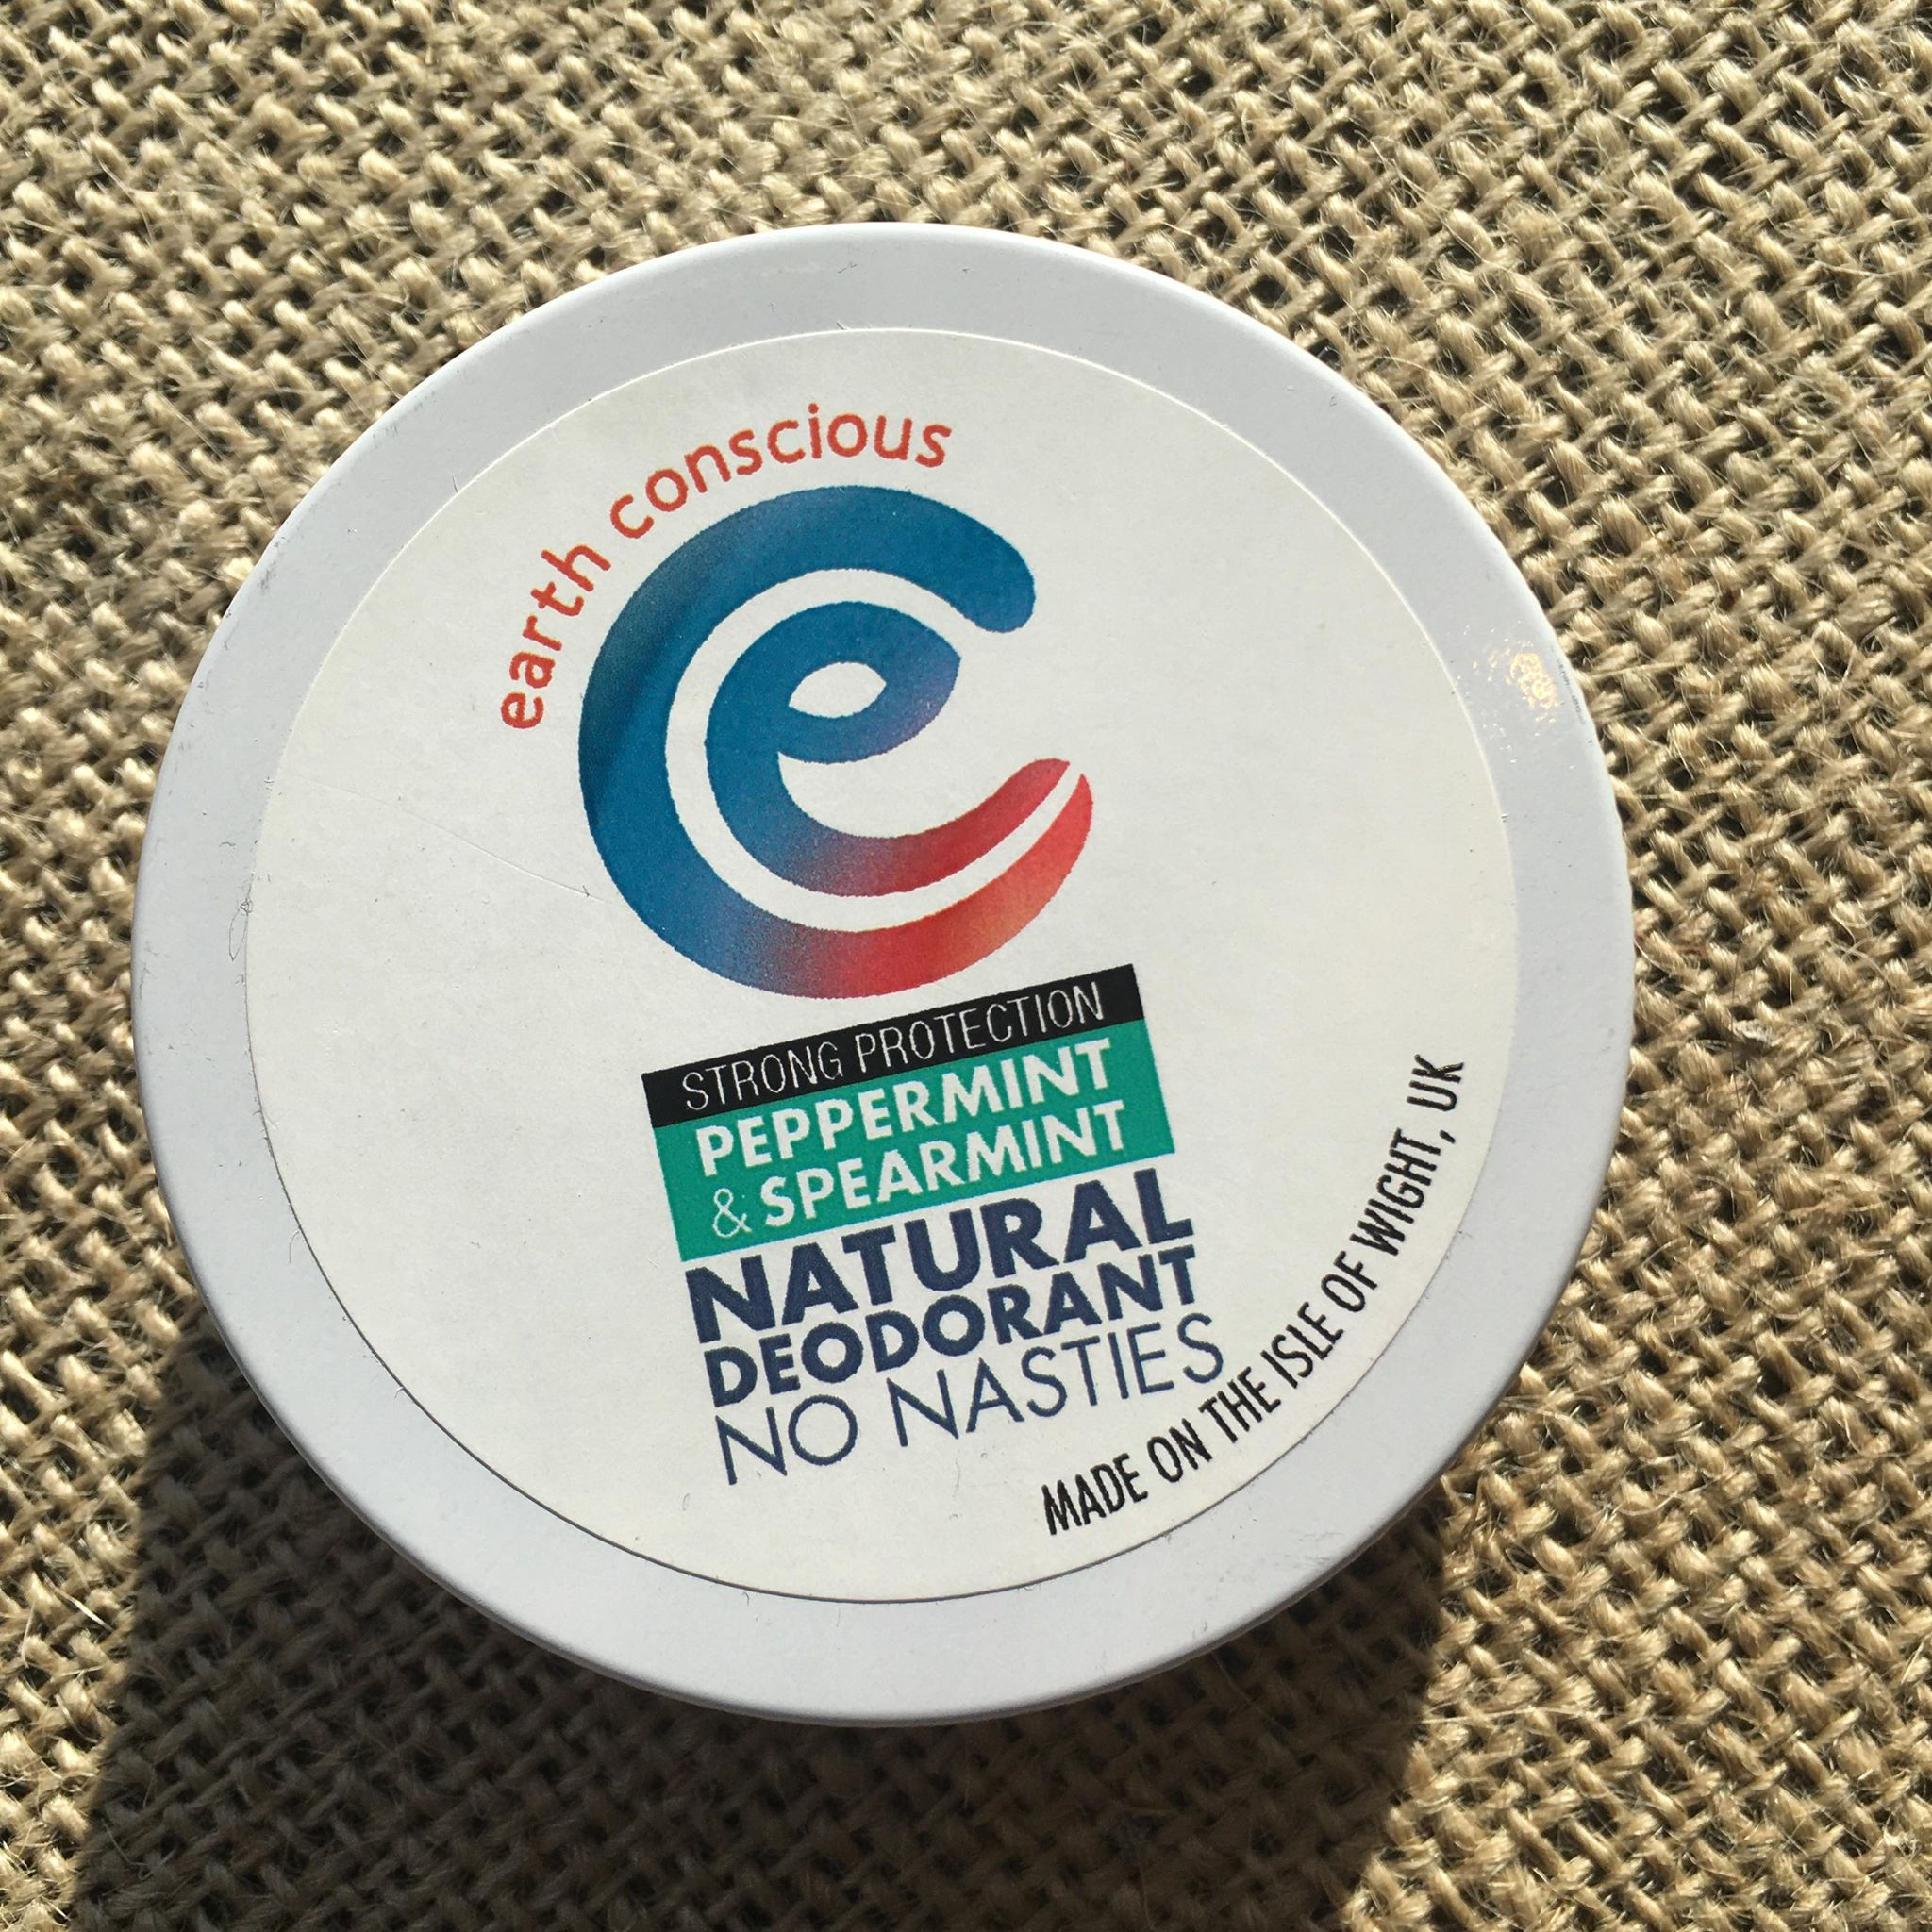 earth conscious
e
STRONG PROTECTION
PEPPERMINT
& SPEARMINT
NATURAL
DEODORANT
NO NASTIES
MADE ON THE ISLE OF WIGHT, UK